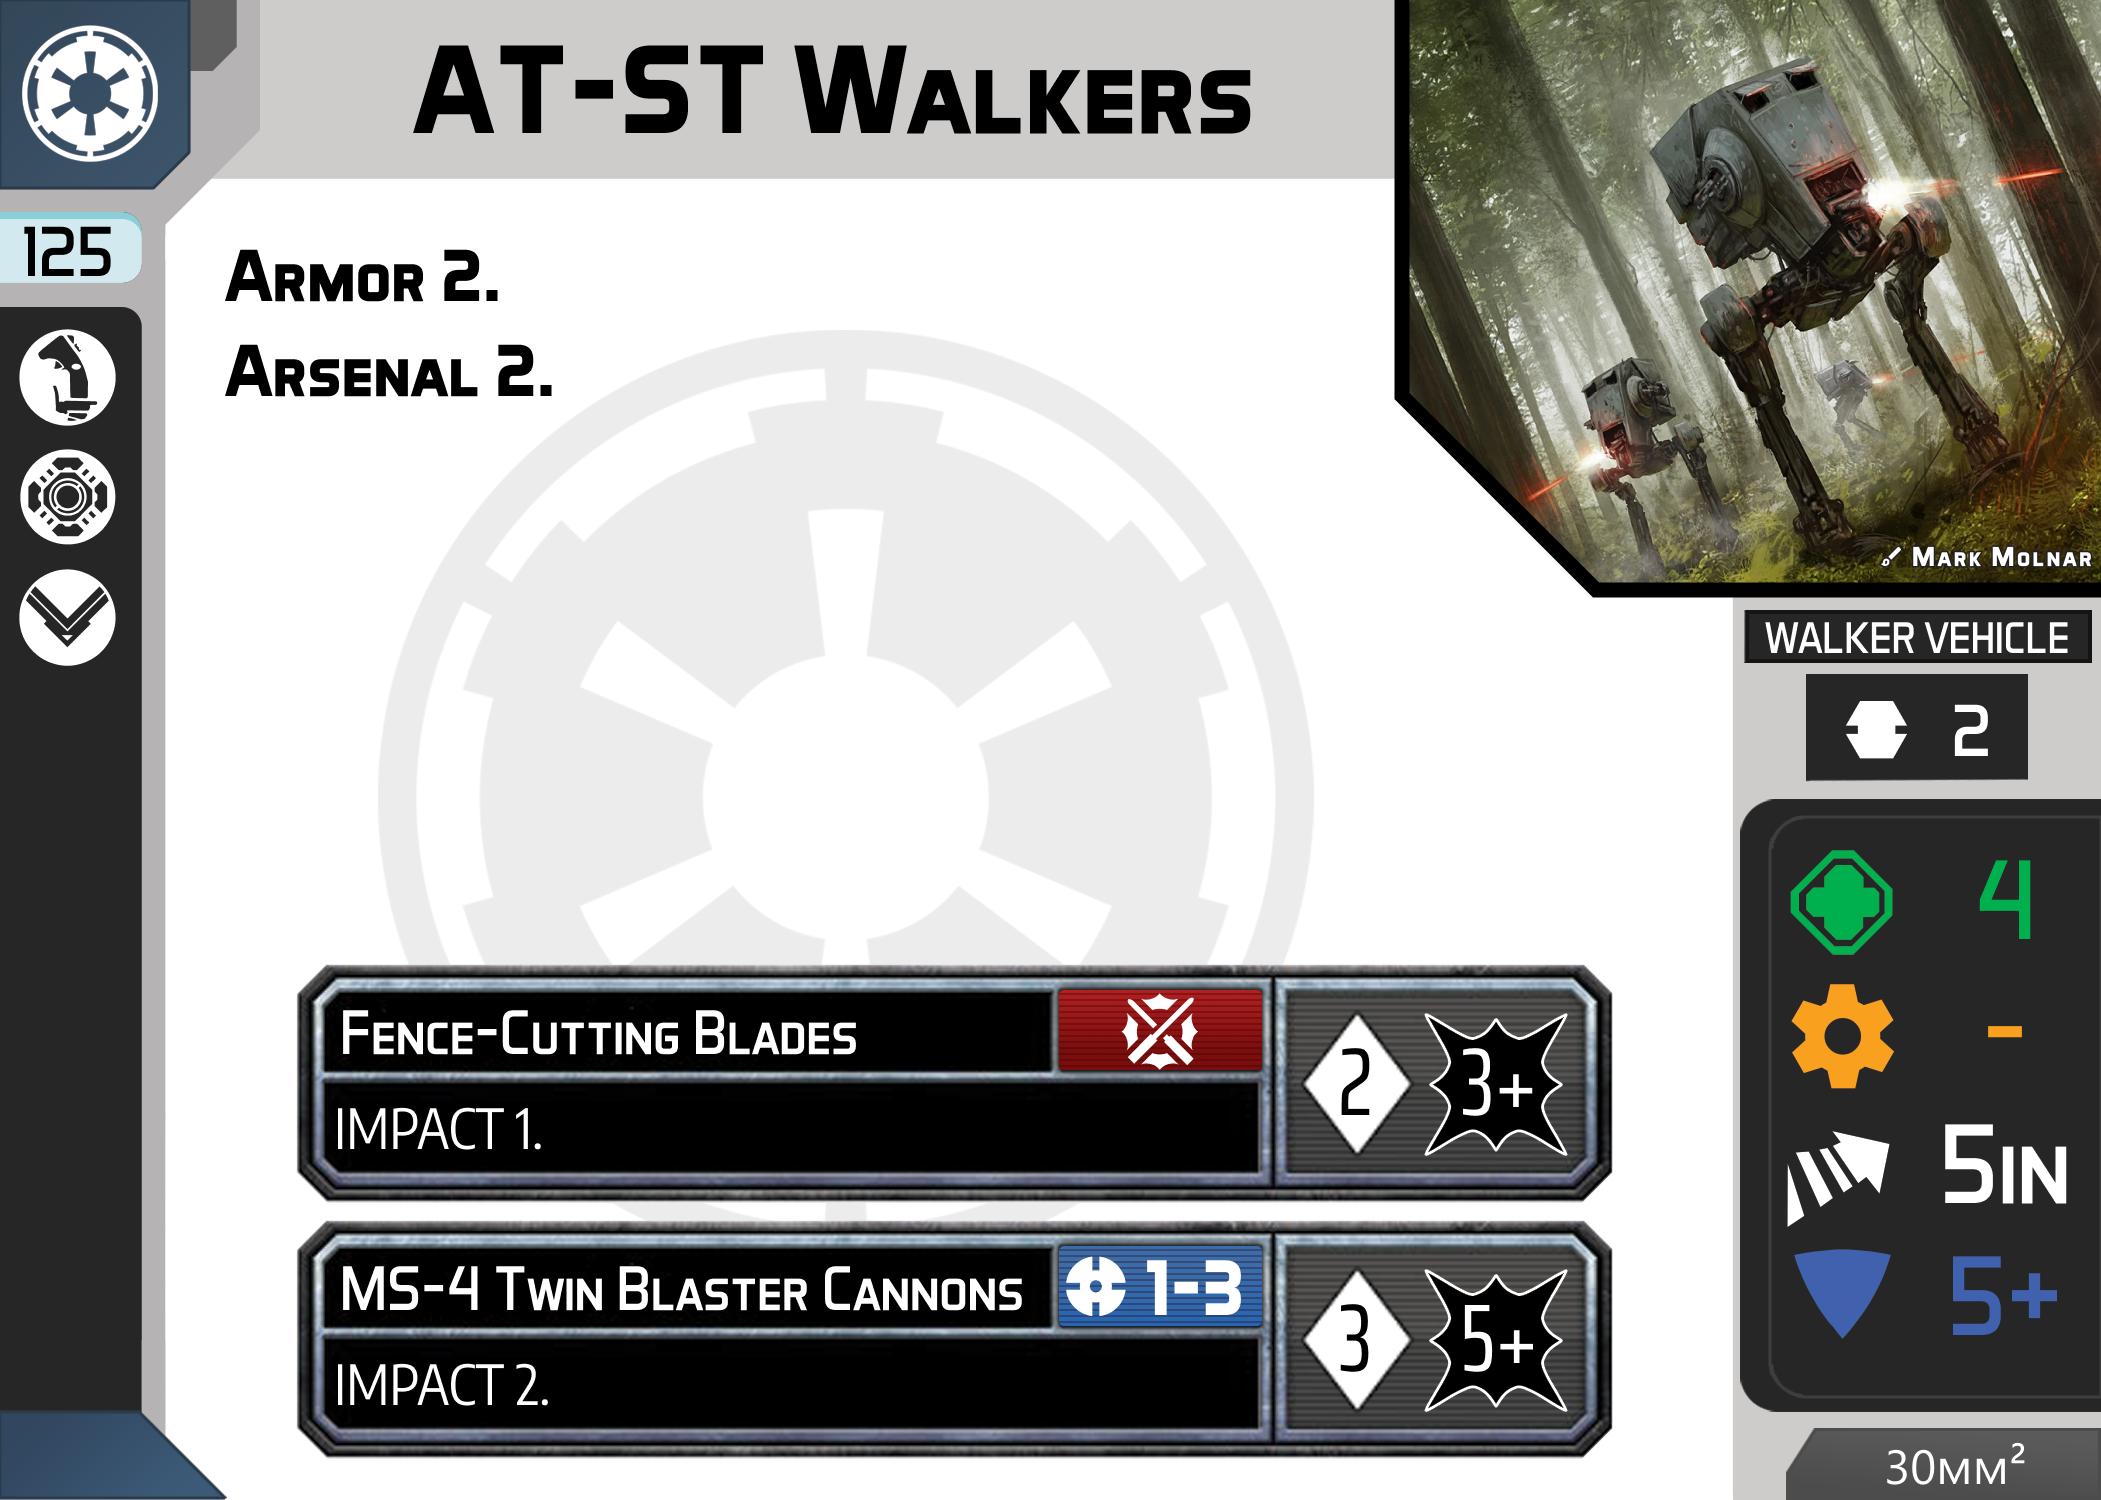 AT-ST Walkers
125
Armor 2.
Arsenal 2.
Mark Molnar
WALKER VEHICLE
2
4
-
5IN
5+
Fence-Cutting Blades
2 3+
IMPACT 1.
MS-4 Twin Blaster Cannons 1-3
3 5+
IMPACT 2.
30MM²